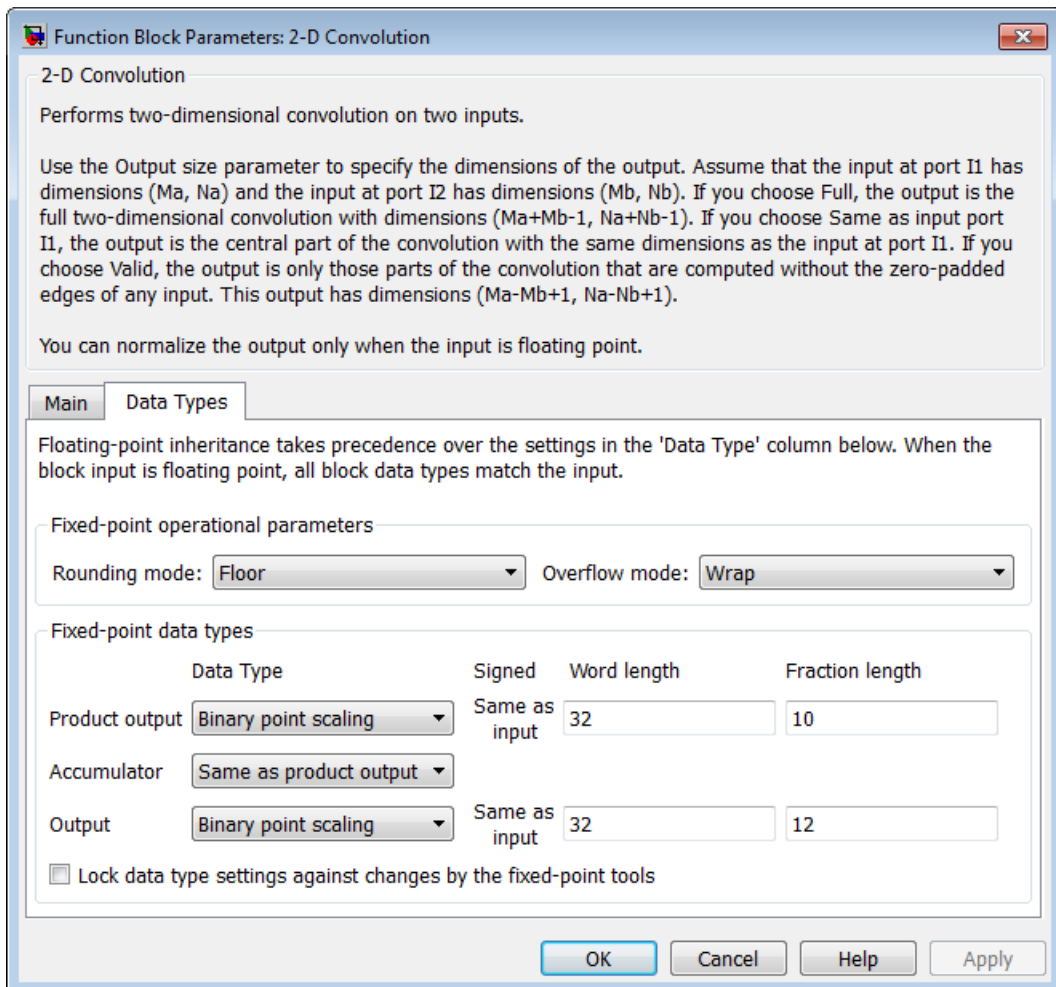 Function Block Parameters: 2-D Convolution
2-D Convolution
Performs two-dimensional convolution on two inputs.
Use the Output size parameter to specify the dimensions of the output. Assume that the input at port I1 has
dimensions (Ma, Na) and the input at port I2 has dimensions (Mb, Nb). If you choose Full, the output is the
full two-dimensional convolution with dimensions (Ma+Mb-1, Na+Nb-1). If you choose Same as input port
I1, the output is the central part of the convolution with the same dimensions as the input at port I1. If you
choose Valid, the output is only those parts of the convolution that are computed without the zero-padded
edges of any input. This output has dimensions (Ma-Mb+1, Na-Nb+1).
You can normalize the output only when the input is floating point.
Main Data Types
Floating-point inheritance takes precedence over the settings in the 'Data Type' column below. When the
block input is floating point, all block data types match the input.
Fixed-point operational parameters
Rounding mode: Floor Overflow mode: Wrap
Fixed-point data types
Data Type Signed Word length Fraction length
Product output Binary point scaling Same as input 32 10
Accumulator Same as product output
Output Binary point scaling Same as input 32 12
Lock data type settings against changes by the fixed-point tools
OK Cancel Help Apply